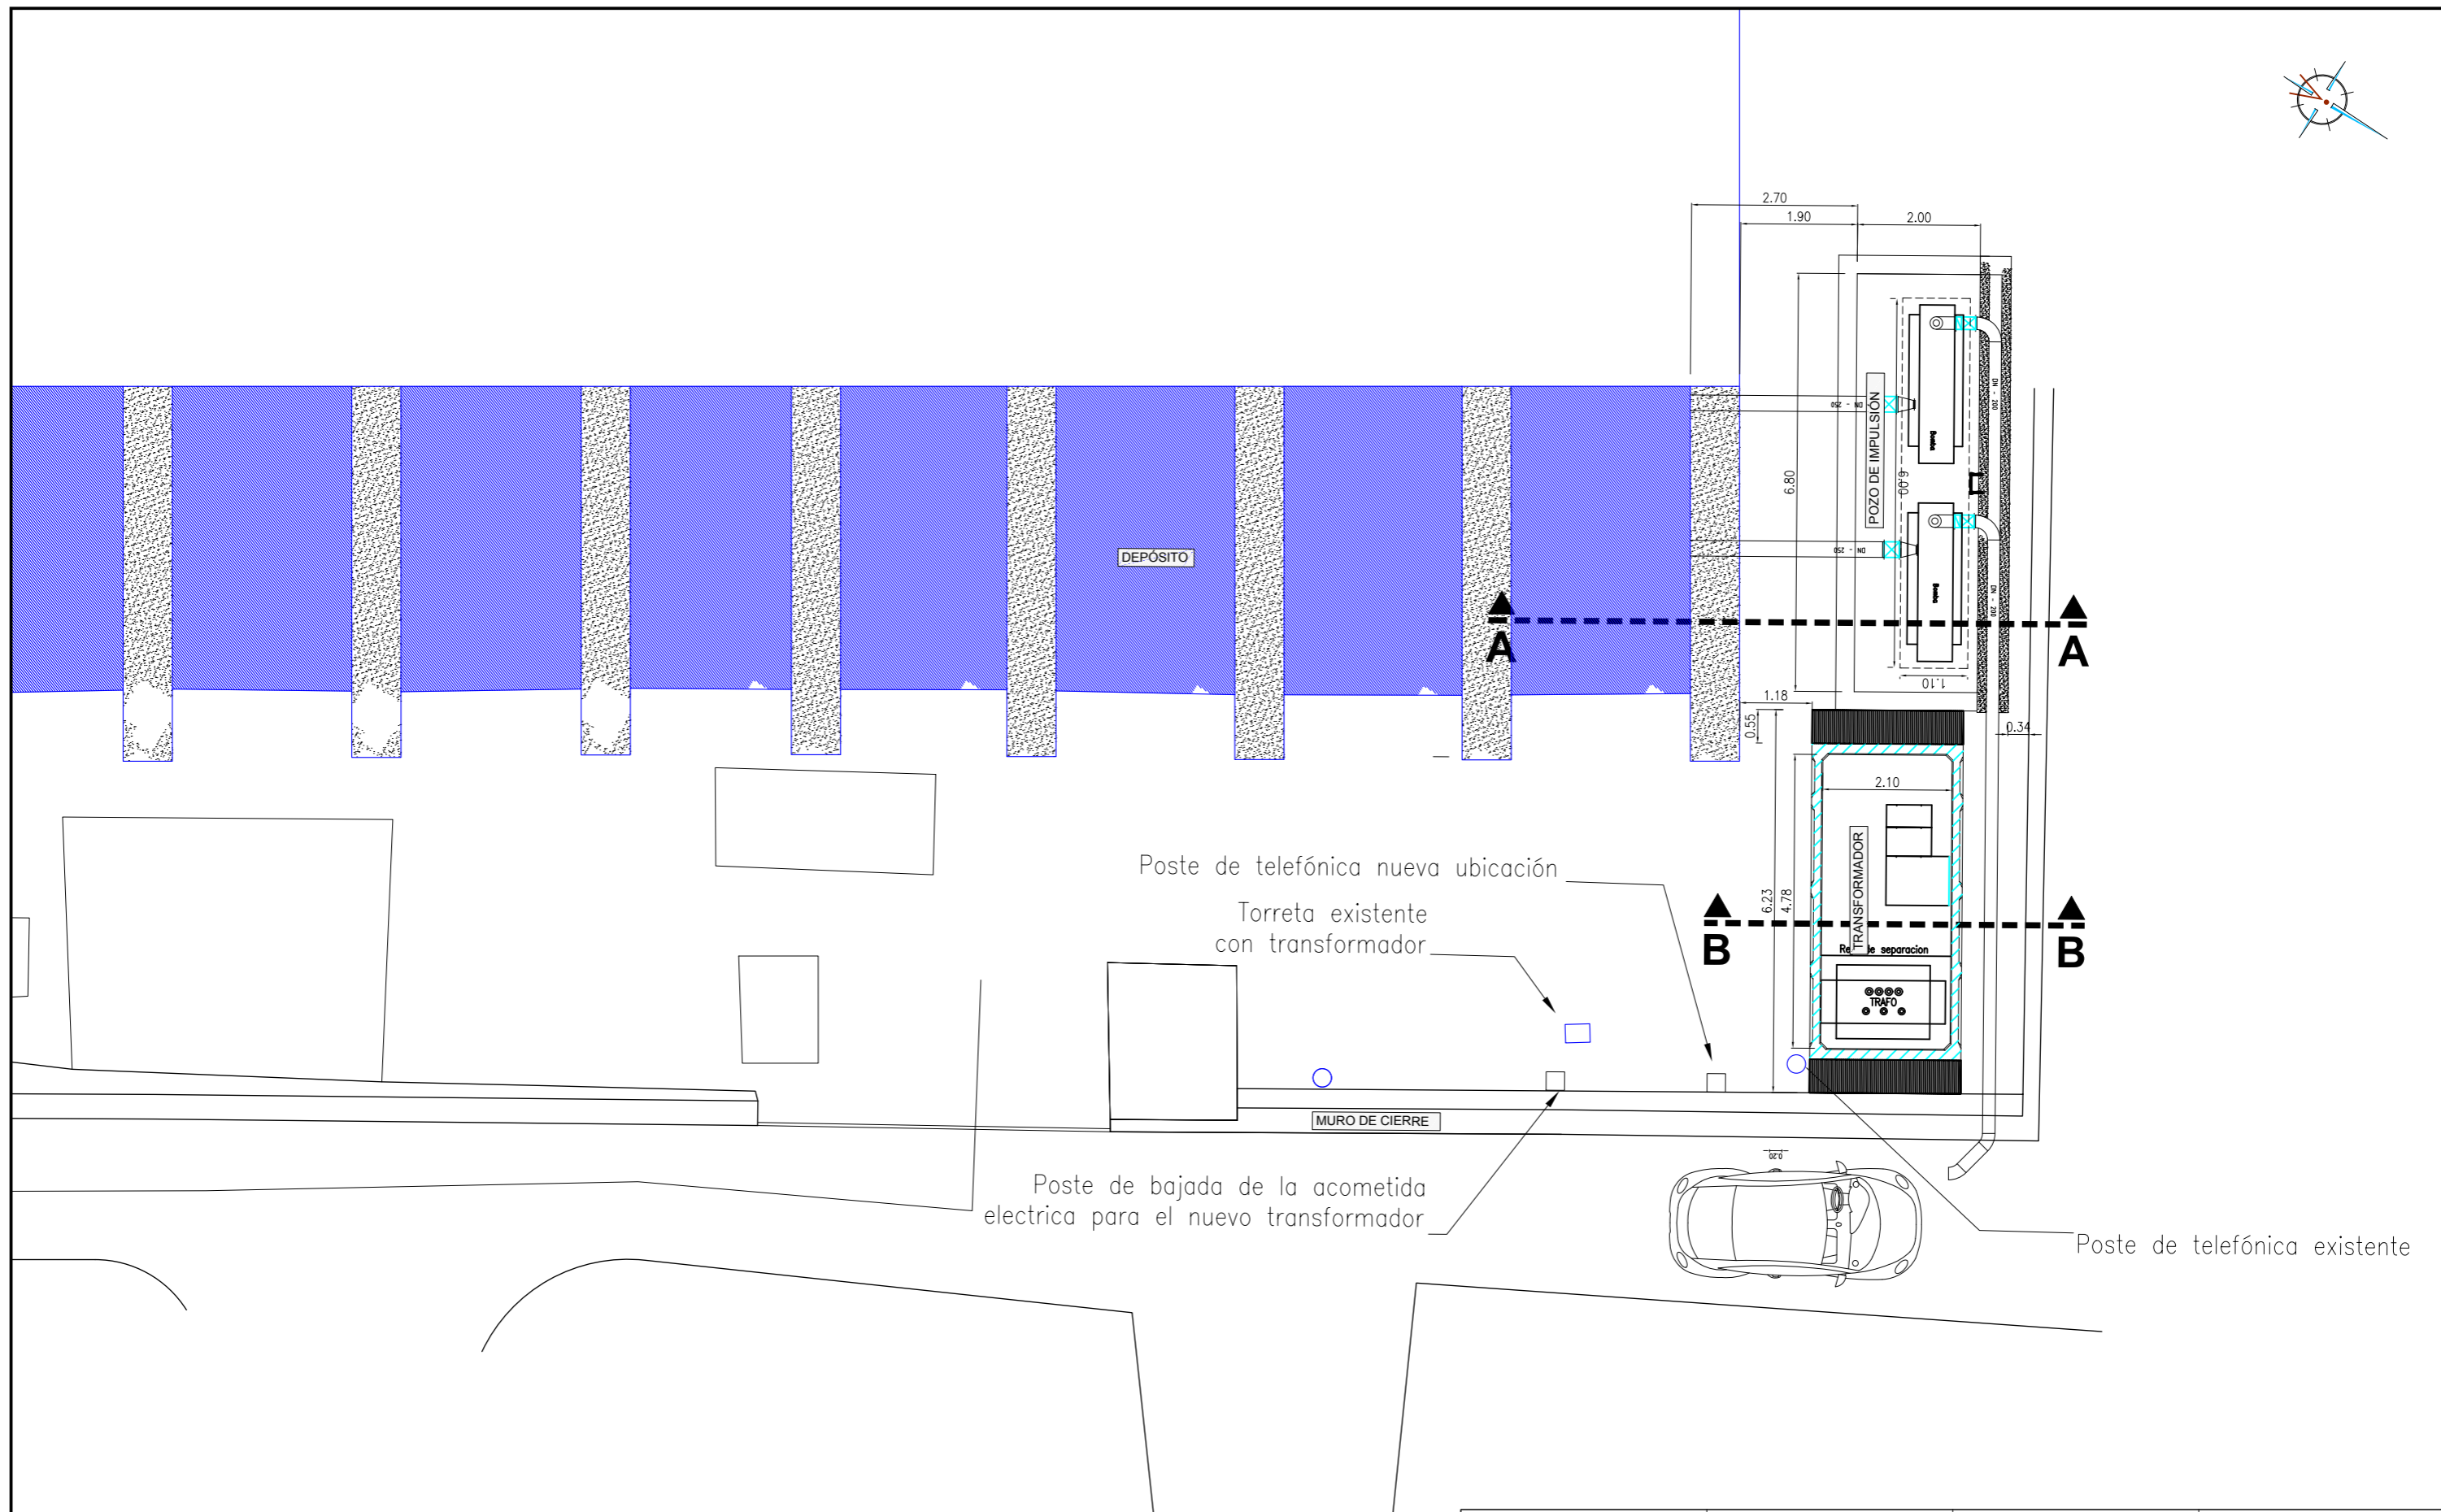 2.70
1.90
2.00
DN - 200
DN - 250
POZO DE IMPULSIÓN
Bomba
6.80
6.00
DEPÓSITO
DN - 250
Bomba
DN - 200
A
A
1.10
1.18
0.55
0.34
2.10
Poste de telefónica nueva ubicación
TRANSFORMADOR
6.23
4.78
Torreta existente
con transformador
B
B
separacion
TRAFO
MURO DE CIERRE
0.20
Poste de bajada de la acometida
electrica para el nuevo transformador
Poste de telefónica existente